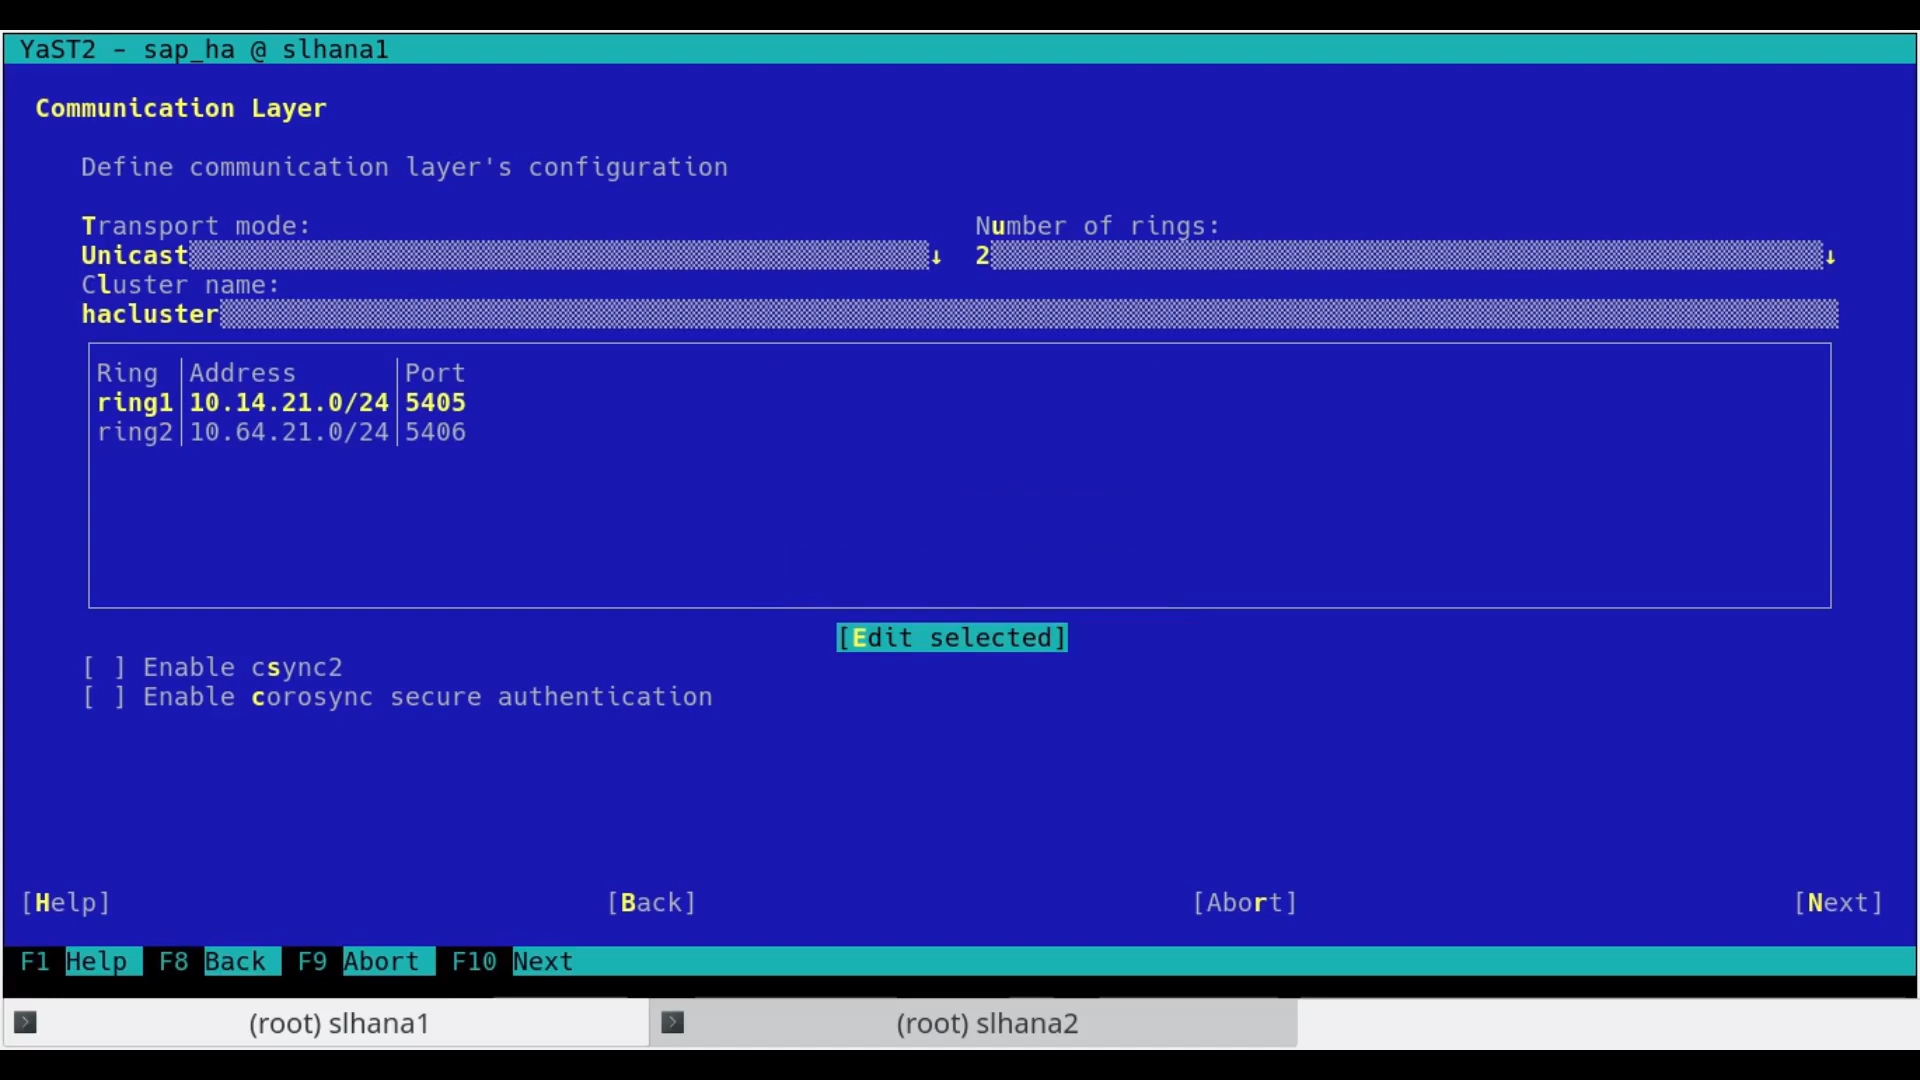 YaST2 - sap_ha @ slhana1
Communication Layer
Define communication layer's configuration
Transport mode: Number of rings:
Unicast↓ 2↓
Cluster name:
hacluster
Ring Address Port
ring1 10.14.21.0/24 5405
ring2 10.64.21.0/24 5406
[Edit selected]
[ ] Enable csync2
[ ] Enable corosync secure authentication
[Help] [Back] [Abort] [Next]
F1 Help F8 Back F9 Abort F10 Next
(root) slhana1 (root) slhana2